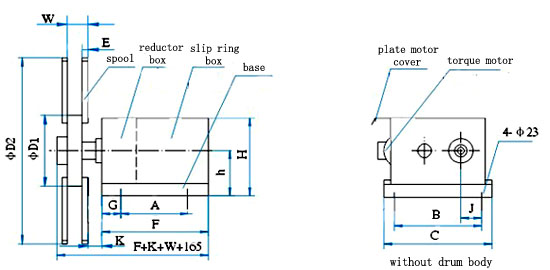 W
E
spool
reductor
box
slip ring
box
base
ΦD2
ΦD1
H
h
G
A
F
K
F+K+W+165
plate motor
cover
torque motor
4-Φ23
J
B
C
without drum body